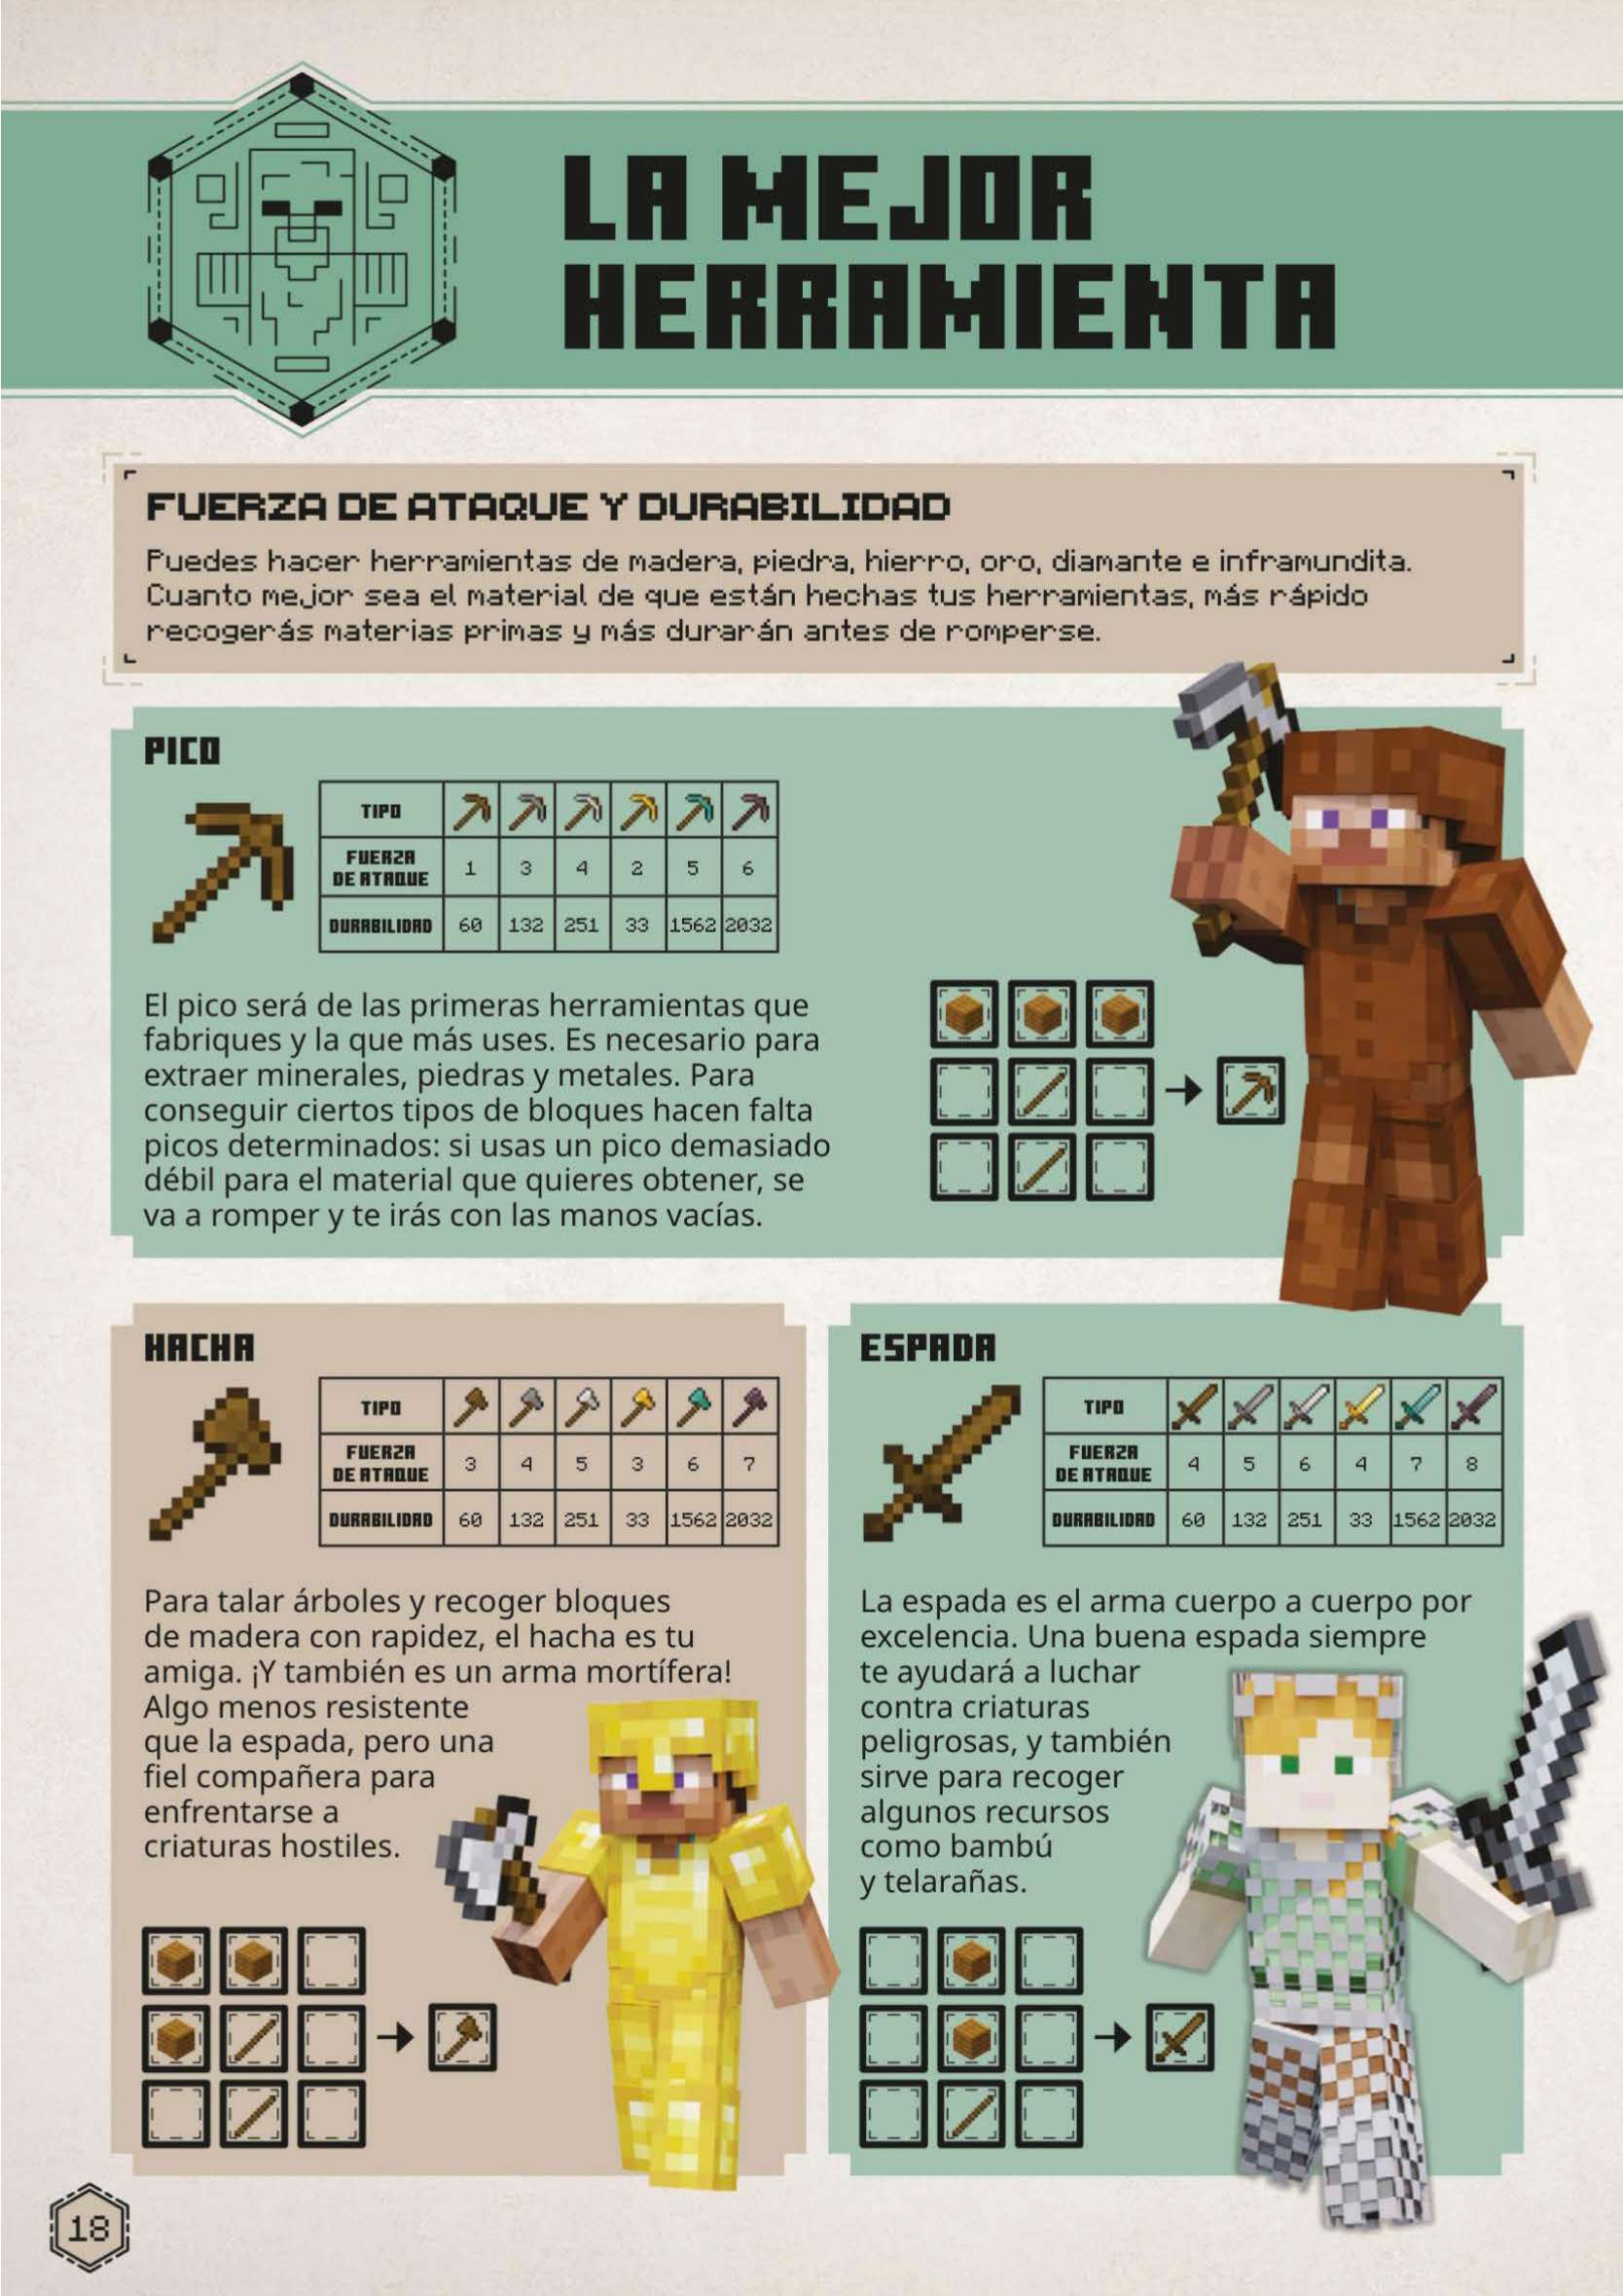 LA MEJOR
HERRAMIENTA
FUERZA DE ATAQUE Y DURABILIDAD
Puedes hacer herramientas de madera, piedra, hierro, oro, diamante e inframundita.
Cuanto mejor sea el material de que están hechas tus herramientas, más rápido
recogerás materias primas y más durarán antes de romperse.
PICO
TIPO
FUERZA
DE ATAQUE 1 3 4 2 5 6
DURABILIDAD 60 132 251 33 1562 2032
El pico será de las primeras herramientas que
fabriques y la que más uses. Es necesario para
extraer minerales, piedras y metales. Para
conseguir ciertos tipos de bloques hacen falta
picos determinados: si usas un pico demasiado
débil para el material que quieres obtener, se
va a romper y te irás con las manos vacías.
HACHA
TIPO
FUERZA
DE ATAQUE 3 4 5 3 6 7
DURABILIDAD 60 132 251 33 1562 2032
Para talar árboles y recoger bloques
de madera con rapidez, el hacha es tu
amiga. ¡Y también es un arma mortífera!
Algo menos resistente
que la espada, pero una
fiel compañera para
enfrentarse a
criaturas hostiles.
ESPADA
TIPO
FUERZA
DE ATAQUE 4 5 6 4 7 8
DURABILIDAD 60 132 251 33 1562 2032
La espada es el arma cuerpo a cuerpo por
excelencia. Una buena espada siempre
te ayudará a luchar
contra criaturas
peligrosas, y también
sirve para recoger
algunos recursos
como bambú
y telarañas.
18